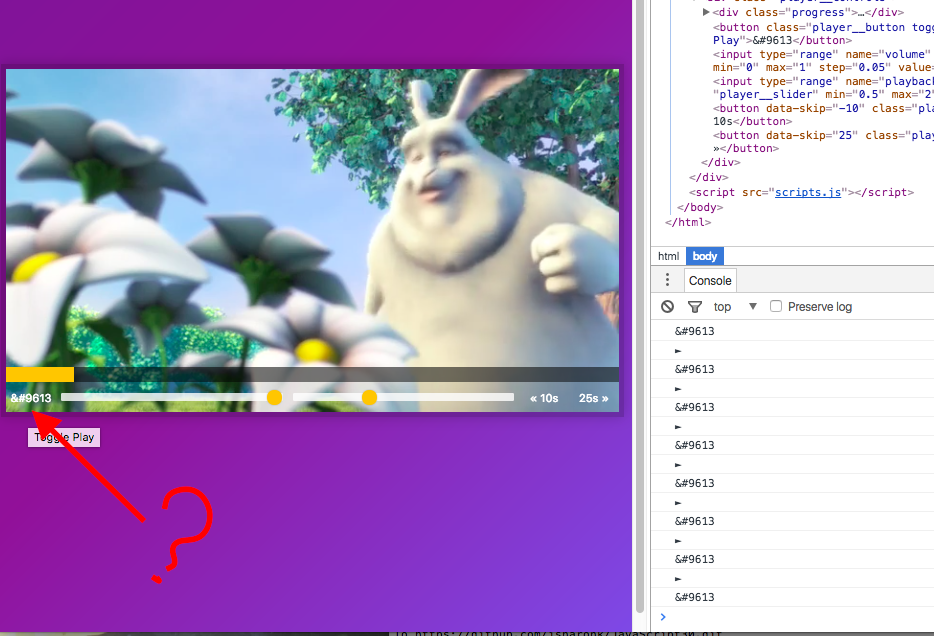 &#9613
« 10s
25s »
Toggle Play
?
<div class="progress">…</div>
<button class="player__button togg
Play">&#9613</button>
<input type="range" name="volume"
min="0" max="1" step="0.05" value=
<input type="range" name="playback
"player__slider" min="0.5" max="2"
<button data-skip="-10" class="pla
10s</button>
<button data-skip="25" class="play
»</button>
</div>
</div>
<script src="scripts.js"></script>
</body>
</html>
html body
Console
top Preserve log
&#9613
►
&#9613
►
&#9613
►
&#9613
►
&#9613
►
&#9613
►
&#9613
►
&#9613